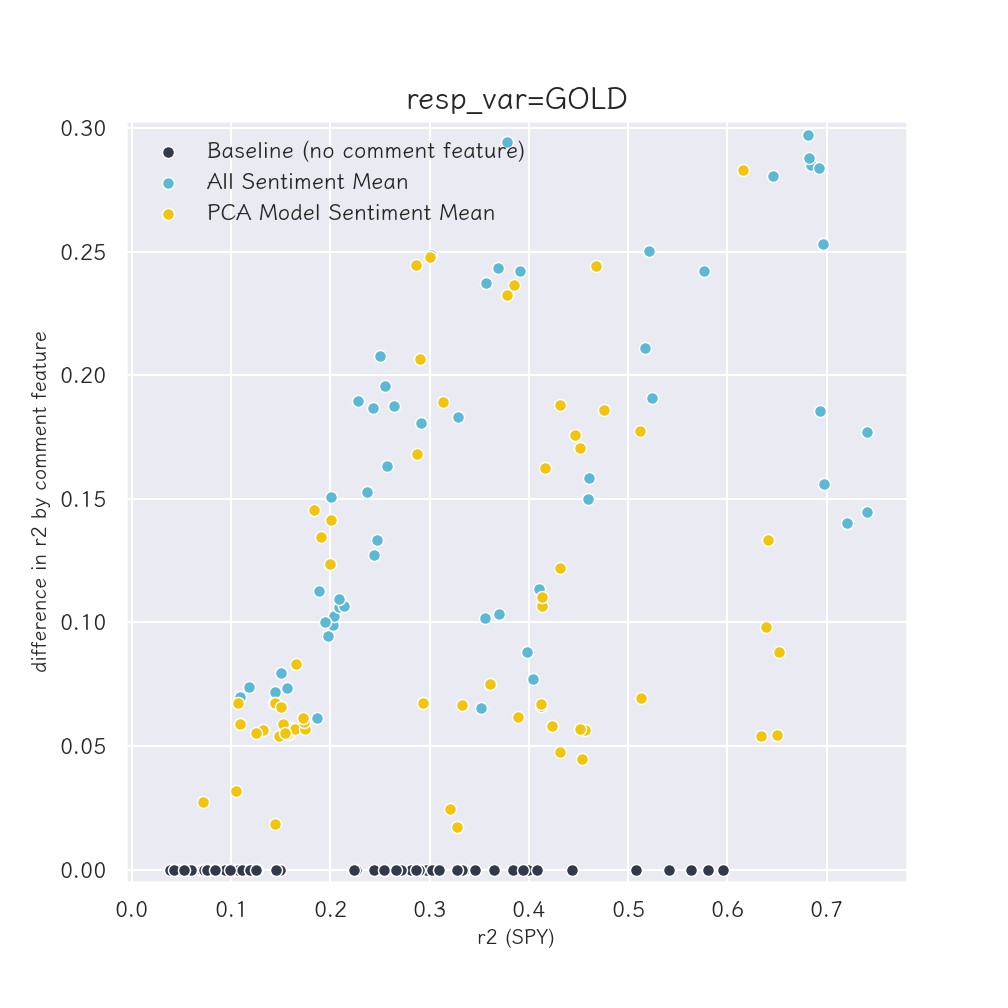 resp_var=GOLD
0.30
Baseline (no comment feature)
All Sentiment Mean
PCA Model Sentiment Mean
0.25
0.20
0.15
0.10
0.05
0.00
difference in r2 by comment feature
0.0 0.1 0.2 0.3 0.4 0.5 0.6 0.7
r2 (SPY)